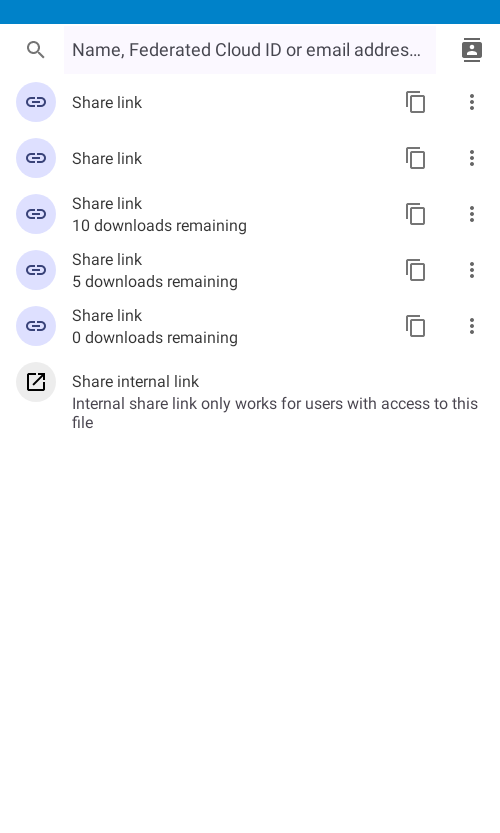 Name, Federated Cloud ID or email addres…
Share link
Share link
Share link
10 downloads remaining
Share link
5 downloads remaining
Share link
0 downloads remaining
Share internal link
Internal share link only works for users with access to this
file